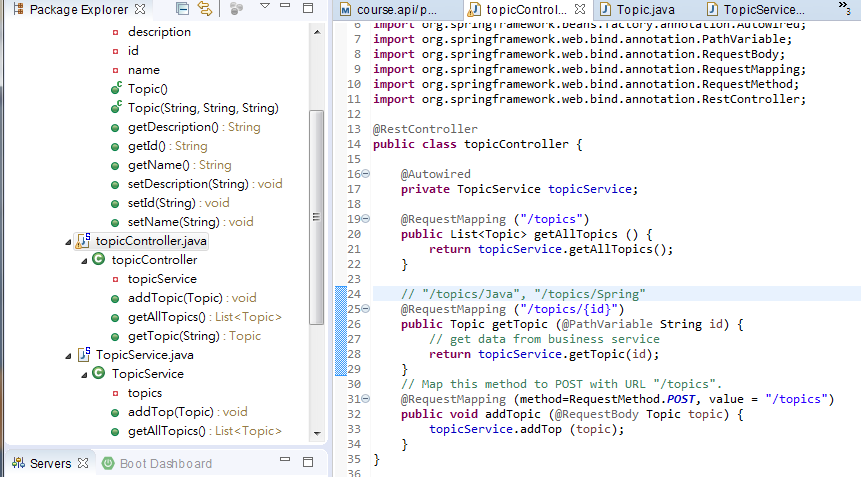 Package Explorer
description
id
name
Topic()
Topic(String, String, String)
getDescription() : String
getId() : String
getName() : String
setDescription(String) : void
setId(String) : void
setName(String) : void
topicController.java
topicController
topicService
addTopic(Topic) : void
getAllTopics() : List<Topic>
getTopic(String) : Topic
TopicService.java
TopicService
topics
addTop(Topic) : void
getAllTopics() : List<Topic>
Servers
Boot Dashboard
course.api/p...
topicControl...
Topic.java
TopicService...
»3
6 import org.springframework.beans.factory.annotation.Autowired;
7 import org.springframework.web.bind.annotation.PathVariable;
8 import org.springframework.web.bind.annotation.RequestBody;
9 import org.springframework.web.bind.annotation.RequestMapping;
10 import org.springframework.web.bind.annotation.RequestMethod;
11 import org.springframework.web.bind.annotation.RestController;
12
13 @RestController
14 public class topicController {
15
16 @Autowired
17 private TopicService topicService;
18
19 @RequestMapping ("/topics")
20 public List<Topic> getAllTopics () {
21 return topicService.getAllTopics();
22 }
23
24 // "/topics/Java", "/topics/Spring"
25 @RequestMapping ("/topics/{id}")
26 public Topic getTopic (@PathVariable String id) {
27 // get data from business service
28 return topicService.getTopic(id);
29 }
30 // Map this method to POST with URL "/topics".
31 @RequestMapping (method=RequestMethod.POST, value = "/topics")
32 public void addTopic (@RequestBody Topic topic) {
33 topicService.addTop (topic);
34 }
35 }
36